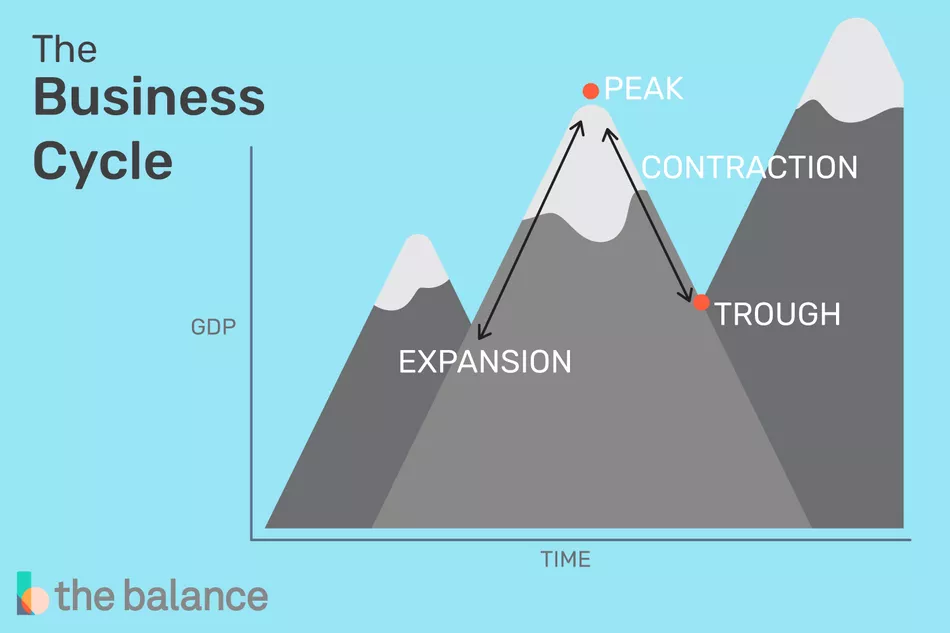 The
Business
Cycle
PEAK
CONTRACTION
GDP
TROUGH
EXPANSION
TIME
the balance